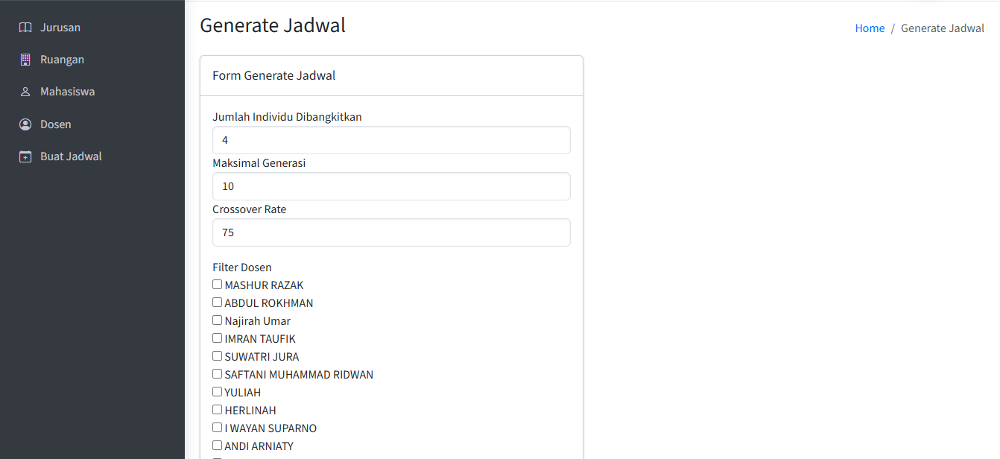 Jurusan
Ruangan
Mahasiswa
Dosen
Buat Jadwal
Generate Jadwal
Home / Generate Jadwal
Form Generate Jadwal
Jumlah Individu Dibangkitkan
4
Maksimal Generasi
10
Crossover Rate
75
Filter Dosen
MASHUR RAZAK
ABDUL ROKHMAN
Najirah Umar
IMRAN TAUFIK
SUWATRI JURA
SAFTANI MUHAMMAD RIDWAN
YULIAH
HERLINAH
I WAYAN SUPARNO
ANDI ARNIATY